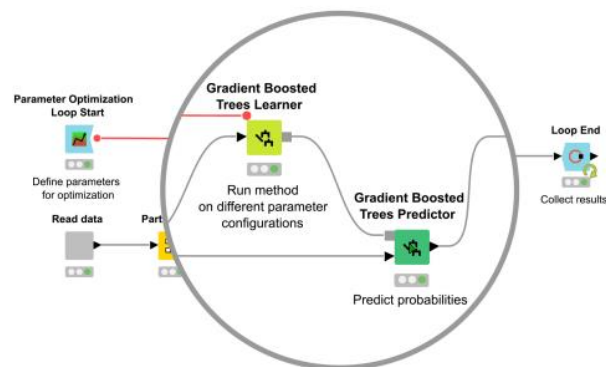 Parameter Optimization
Loop Start
Define parameters
for optimization
Read data
Part
Gradient Boosted
Trees Learner
Run method
on different parameter
configurations
Gradient Boosted
Trees Predictor
Predict probabilities
Loop End
Collect results